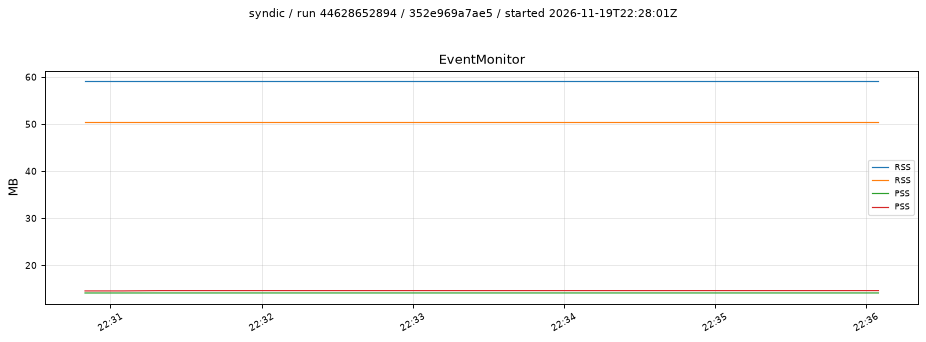 syndic / run 44628652894 / 352e969a7ae5 / started 2026-11-19T22:28:01Z
EventMonitor
60
50
40
30
20
MB
RSS
RSS
PSS
PSS
22:31
22:32
22:33
22:34
22:35
22:36